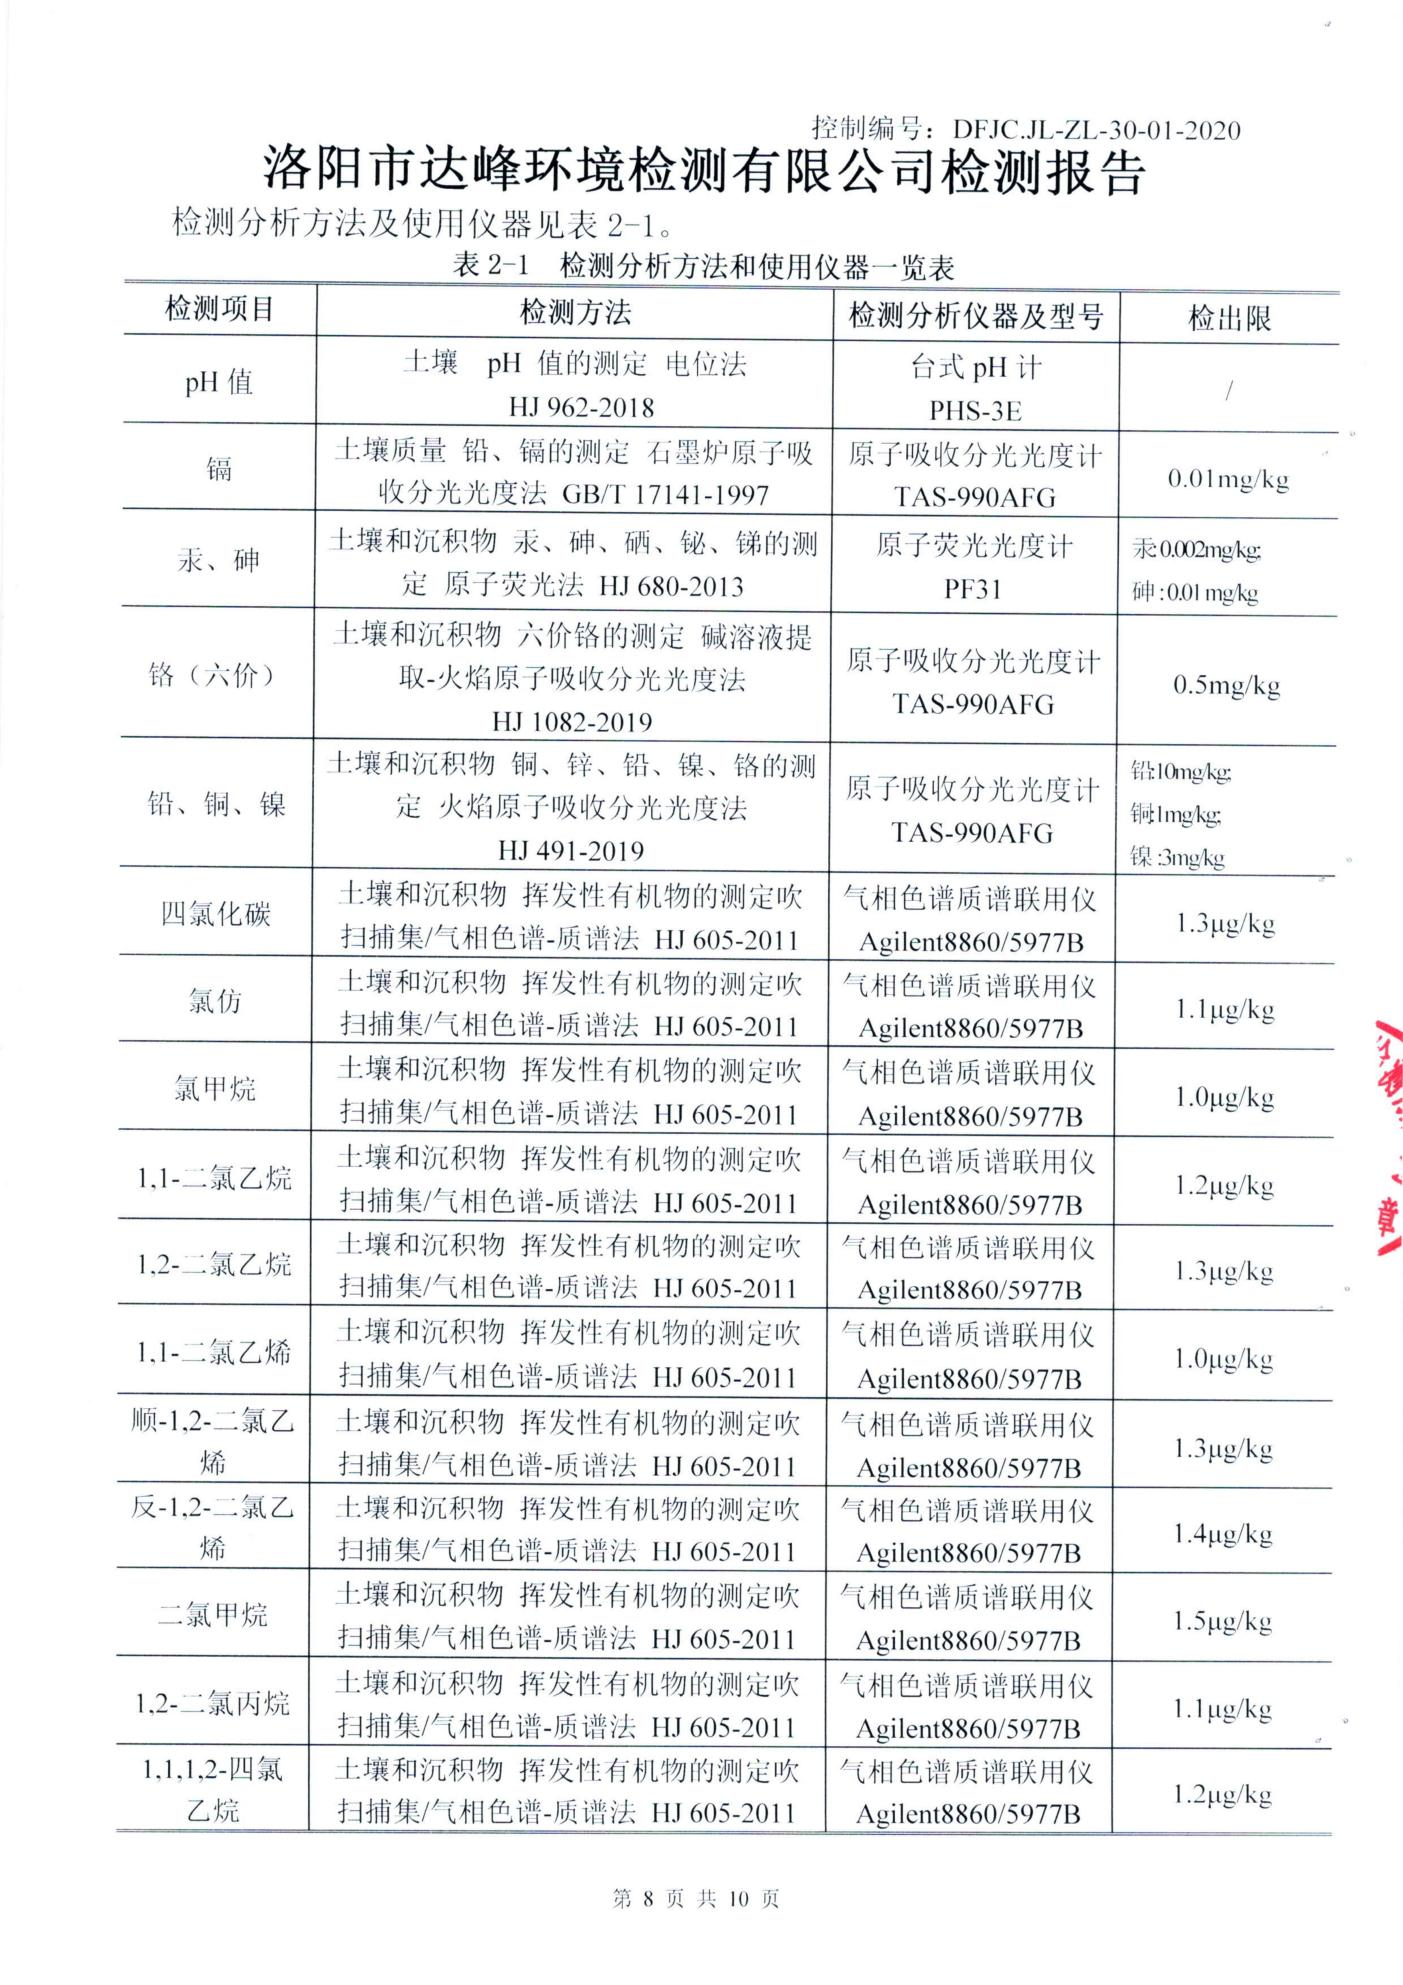 控制编号：DFJC.JL-ZL-30-01-2020
洛阳市达峰环境检测有限公司检测报告
检测分析方法及使用仪器见表 2-1。
表 2-1 检测分析方法和使用仪器一览表
检测项目 检测方法 检测分析仪器及型号 检出限
pH 值
土壤 pH 值的测定 电位法
HJ 962-2018
台式 pH 计
PHS-3E
/
镉
土壤质量 铅、镉的测定 石墨炉原子吸
收分光光度法 GB/T 17141-1997
原子吸收分光光度计
TAS-990AFG
0.01mg/kg
汞、砷
土壤和沉积物 汞、砷、硒、铋、锑的测
定 原子荧光法 HJ 680-2013
原子荧光光度计
PF31
汞:0.002mg/kg;
砷:0.01mg/kg
铬（六价）
土壤和沉积物 六价铬的测定 碱溶液提
取-火焰原子吸收分光光度法
HJ 1082-2019
原子吸收分光光度计
TAS-990AFG
0.5mg/kg
铅、铜、镍
土壤和沉积物 铜、锌、铅、镍、铬的测
定 火焰原子吸收分光光度法
HJ 491-2019
原子吸收分光光度计
TAS-990AFG
铅:10mg/kg;
铜:1mg/kg;
镍:3mg/kg
四氯化碳
土壤和沉积物 挥发性有机物的测定吹
扫捕集/气相色谱-质谱法 HJ 605-2011
气相色谱质谱联用仪
Agilent8860/5977B
1.3μg/kg
氯仿
土壤和沉积物 挥发性有机物的测定吹
扫捕集/气相色谱-质谱法 HJ 605-2011
气相色谱质谱联用仪
Agilent8860/5977B
1.1μg/kg
氯甲烷
土壤和沉积物 挥发性有机物的测定吹
扫捕集/气相色谱-质谱法 HJ 605-2011
气相色谱质谱联用仪
Agilent8860/5977B
1.0μg/kg
1,1-二氯乙烷
土壤和沉积物 挥发性有机物的测定吹
扫捕集/气相色谱-质谱法 HJ 605-2011
气相色谱质谱联用仪
Agilent8860/5977B
1.2μg/kg
1,2-二氯乙烷
土壤和沉积物 挥发性有机物的测定吹
扫捕集/气相色谱-质谱法 HJ 605-2011
气相色谱质谱联用仪
Agilent8860/5977B
1.3μg/kg
1,1-二氯乙烯
土壤和沉积物 挥发性有机物的测定吹
扫捕集/气相色谱-质谱法 HJ 605-2011
气相色谱质谱联用仪
Agilent8860/5977B
1.0μg/kg
顺-1,2-二氯乙
烯
土壤和沉积物 挥发性有机物的测定吹
扫捕集/气相色谱-质谱法 HJ 605-2011
气相色谱质谱联用仪
Agilent8860/5977B
1.3μg/kg
反-1,2-二氯乙
烯
土壤和沉积物 挥发性有机物的测定吹
扫捕集/气相色谱-质谱法 HJ 605-2011
气相色谱质谱联用仪
Agilent8860/5977B
1.4μg/kg
二氯甲烷
土壤和沉积物 挥发性有机物的测定吹
扫捕集/气相色谱-质谱法 HJ 605-2011
气相色谱质谱联用仪
Agilent8860/5977B
1.5μg/kg
1,2-二氯丙烷
土壤和沉积物 挥发性有机物的测定吹
扫捕集/气相色谱-质谱法 HJ 605-2011
气相色谱质谱联用仪
Agilent8860/5977B
1.1μg/kg
1,1,1,2-四氯
乙烷
土壤和沉积物 挥发性有机物的测定吹
扫捕集/气相色谱-质谱法 HJ 605-2011
气相色谱质谱联用仪
Agilent8860/5977B
1.2μg/kg
章
第 8 页 共 10 页